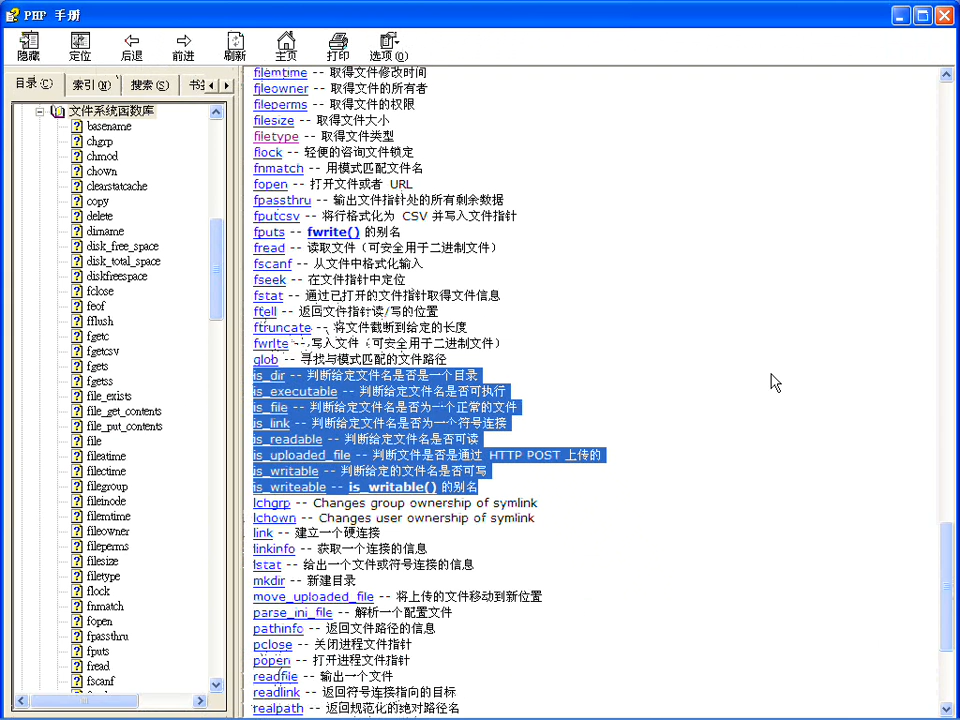 PHP 手册
隐藏 定位 后退 前进 刷新 主页 打印 选项(O)
目录(C) 索引(N) 搜索(S)
文件系统函数库
basename
chgrp
chmod
chown
clearstatcache
copy
delete
dirname
disk_free_space
disk_total_space
diskfreespace
fclose
feof
fflush
fgetc
fgetcsv
fgets
fgetss
file_exists
file_get_contents
file_put_contents
file
fileatime
filectime
filegroup
fileinode
filemtime
fileowner
fileperms
filesize
filetype
flock
fnmatch
fopen
fpassthru
fputs
fread
fscanf
filemtime -- 取得文件修改时间
fileowner -- 取得文件的所有者
fileperms -- 取得文件的权限
filesize -- 取得文件大小
filetype -- 取得文件类型
flock -- 轻便的咨询文件锁定
fnmatch -- 用模式匹配文件名
fopen -- 打开文件或者 URL
fpassthru -- 输出文件指针处的所有剩余数据
fputcsv -- 将行格式化为 CSV 并写入文件指针
fputs -- fwrite() 的别名
fread -- 读取文件（可安全用于二进制文件）
fscanf -- 从文件中格式化输入
fseek -- 在文件指针中定位
fstat -- 通过已打开的文件指针取得文件信息
ftell -- 返回文件指针读/写的位置
ftruncate -- 将文件截断到给定的长度
fwrite -- 写入文件（可安全用于二进制文件）
glob -- 寻找与模式匹配的文件路径
is_dir -- 判断给定文件名是否是一个目录
is_executable -- 判断给定文件名是否可执行
is_file -- 判断给定文件名是否为一个正常的文件
is_link -- 判断给定文件名是否为一个符号连接
is_readable -- 判断给定文件名是否可读
is_uploaded_file -- 判断文件是否是通过 HTTP POST 上传的
is_writable -- 判断给定的文件名是否可写
is_writeable -- is_writable() 的别名
lchgrp -- Changes group ownership of symlink
lchown -- Changes user ownership of symlink
link -- 建立一个硬连接
linkinfo -- 获取一个连接的信息
lstat -- 给出一个文件或符号连接的信息
mkdir -- 新建目录
move_uploaded_file -- 将上传的文件移动到新位置
parse_ini_file -- 解析一个配置文件
pathinfo -- 返回文件路径的信息
pclose -- 关闭进程文件指针
popen -- 打开进程文件指针
readfile -- 输出一个文件
readlink -- 返回符号连接指向的目标
realpath -- 返回规范化的绝对路径名